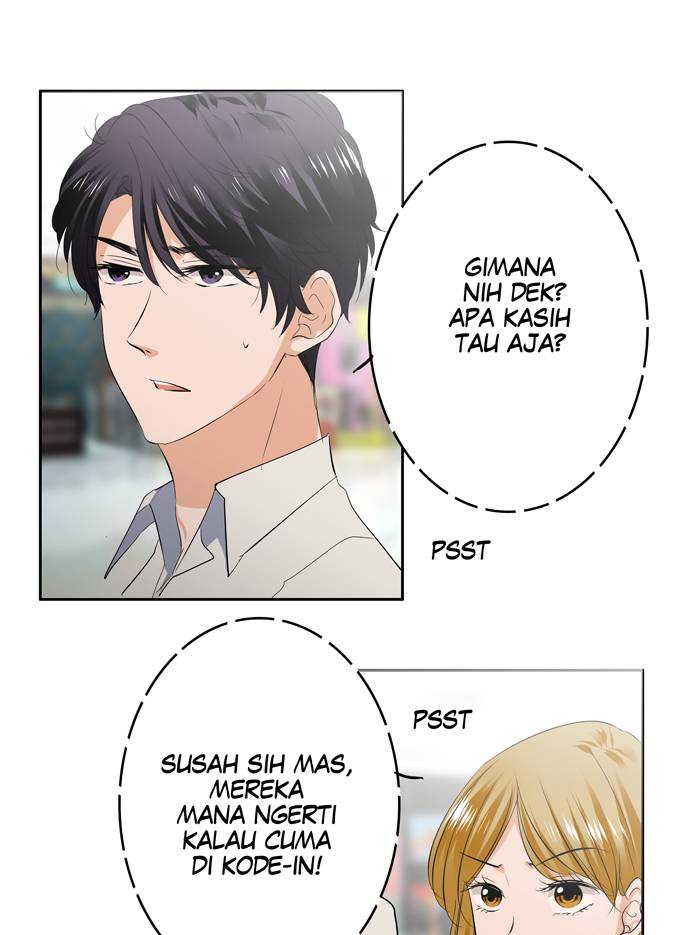 GIMANA
NIH DEK?
APA KASIH
TAU AJA?
PSST
PSST
SUSAH SIH MAS,
MEREKA
MANA NGERTI
KALAU CUMA
DI KODE-IN!